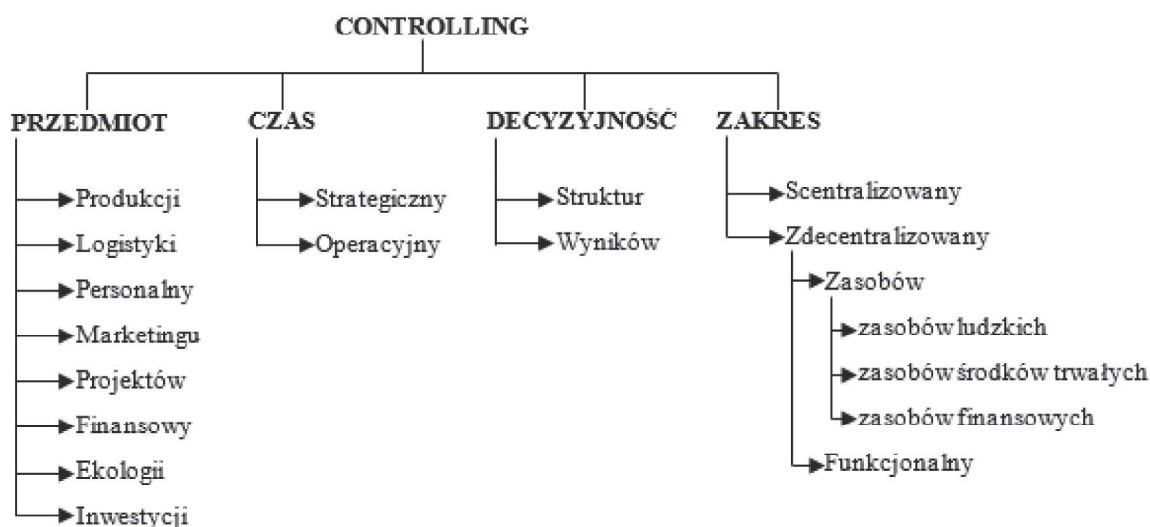 CONTROLLING
PRZEDMIOT
Produkcji
Logistyki
Personalny
Marketingu
Projektów
Finansowy
Ekologii
Inwestycji
CZAS
Strategiczny
Operacyjny
DECYZYJNOŚĆ
Struktur
Wyników
ZAKRES
Scentralizowany
Zdecentralizowany
Zasobów
zasobów ludzkich
zasobów środków trwałych
zasobów finansowych
Funkcjonalny